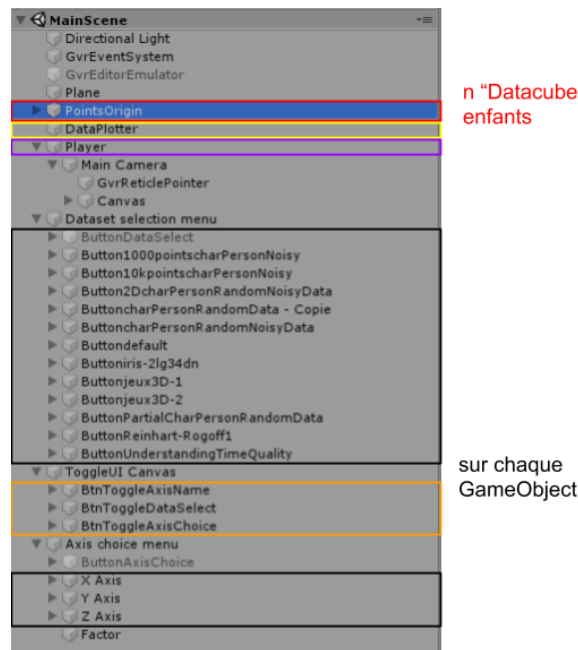 MainScene
Directional Light
GvrEventSystem
GvrEditorEmulator
Plane
PointsOrigin
n “Datacube
enfants
DataPlotter
Player
Main Camera
GvrReticlePointer
Canvas
Dataset selection menu
ButtonDataSelect
Button1000pointscharPersonNoisy
Button10kpointscharPersonNoisy
Button2DcharPersonRandomNoisyData
ButtoncharPersonRandomData - Copie
ButtoncharPersonRandomNoisyData
Buttondefault
Buttoniris-2lg34dn
Buttonjeux3D-1
Buttonjeux3D-2
ButtonPartialCharPersonRandomData
ButtonReinhart-Rogoff1
ButtonUnderstandingTimeQuality
ToggleUI Canvas
sur chaque
GameObject
BtnToggleAxisName
BtnToggleDataSelect
BtnToggleAxisChoice
Axis choice menu
ButtonAxisChoice
X Axis
Y Axis
Z Axis
Factor